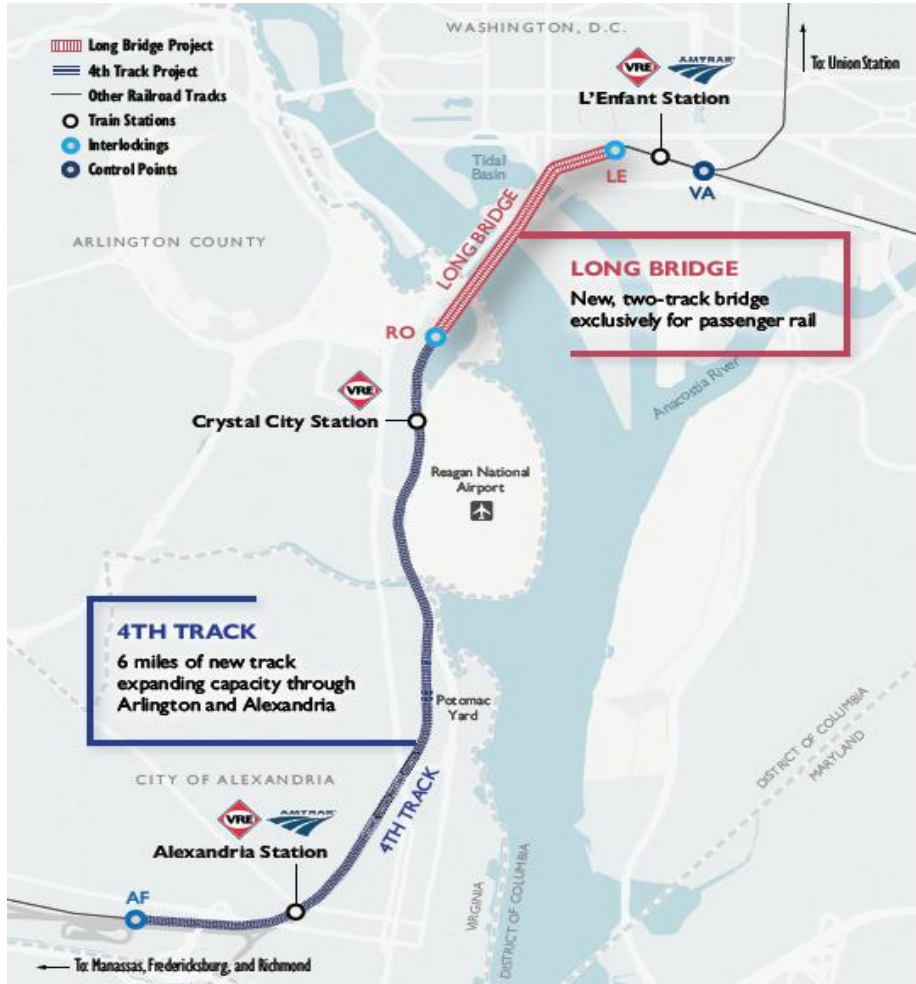 WASHINGTON, D.C.
Long Bridge Project
4th Track Project
Other Railroad Tracks
Train Stations
Interlockings
Control Points
VRE
AMTRAK
To: Union Station
L'Enfant Station
Tidal
Basin
LE
VA
ARLINGTON COUNTY
LONG BRIDGE
LONG BRIDGE
New, two-track bridge
exclusively for passenger rail
RO
Anacostia River
VRE
Crystal City Station
Reagan National
Airport
4TH TRACK
6 miles of new track
expanding capacity through
Arlington and Alexandria
Potomac
Yard
DISTRICT OF COLUMBIA
MARYLAND
CITY OF ALEXANDRIA
4TH TRACK
VRE
AMTRAK
Alexandria Station
AF
VIRGINIA
DISTRICT OF COLUMBIA
To: Manassas, Fredericksburg, and Richmond